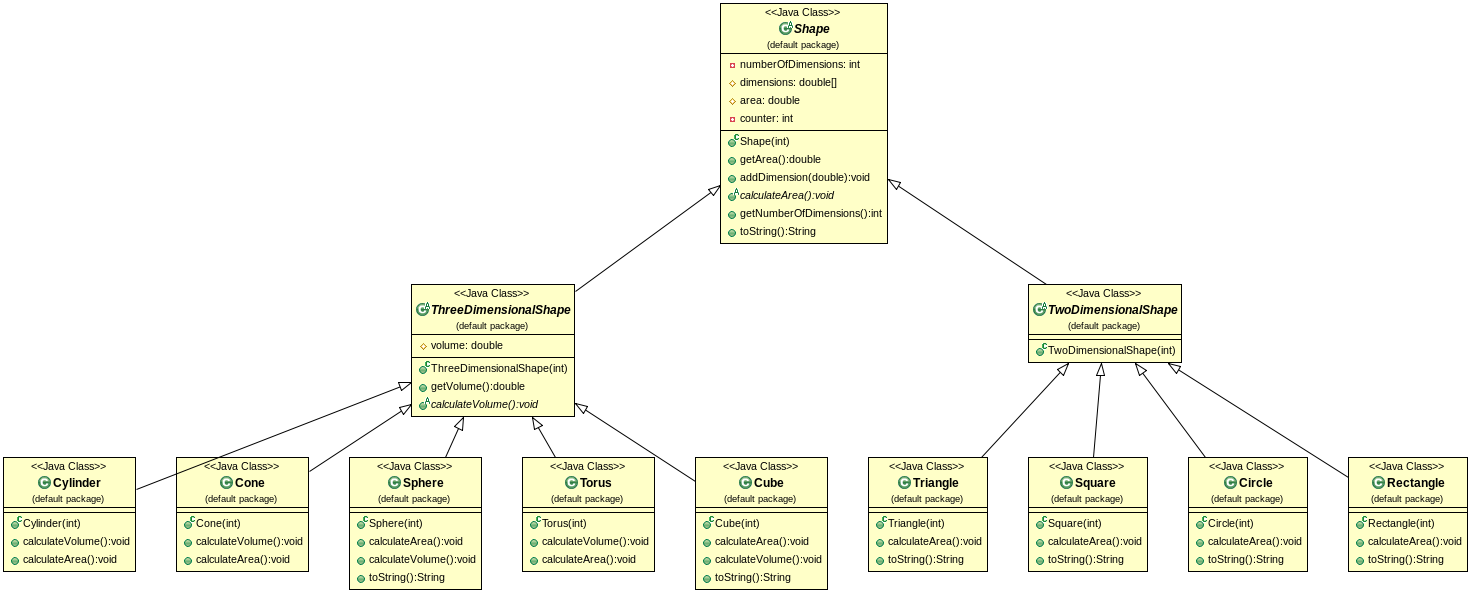 <<Java Class>>
Shape
(default package)
numberOfDimensions: int
dimensions: double[]
area: double
counter: int
Shape(int)
getArea():double
addDimension(double):void
calculateArea():void
getNumberOfDimensions():int
toString():String
<<Java Class>>
ThreeDimensionalShape
(default package)
volume: double
ThreeDimensionalShape(int)
getVolume():double
calculateVolume():void
<<Java Class>>
TwoDimensionalShape
(default package)
TwoDimensionalShape(int)
<<Java Class>>
Cylinder
(default package)
Cylinder(int)
calculateVolume():void
calculateArea():void
<<Java Class>>
Cone
(default package)
Cone(int)
calculateVolume():void
calculateArea():void
<<Java Class>>
Sphere
(default package)
Sphere(int)
calculateArea():void
calculateVolume():void
toString():String
<<Java Class>>
Torus
(default package)
Torus(int)
calculateVolume():void
calculateArea():void
<<Java Class>>
Cube
(default package)
Cube(int)
calculateArea():void
calculateVolume():void
toString():String
<<Java Class>>
Triangle
(default package)
Triangle(int)
calculateArea():void
toString():String
<<Java Class>>
Square
(default package)
Square(int)
calculateArea():void
toString():String
<<Java Class>>
Circle
(default package)
Circle(int)
calculateArea():void
toString():String
<<Java Class>>
Rectangle
(default package)
Rectangle(int)
calculateArea():void
toString():String